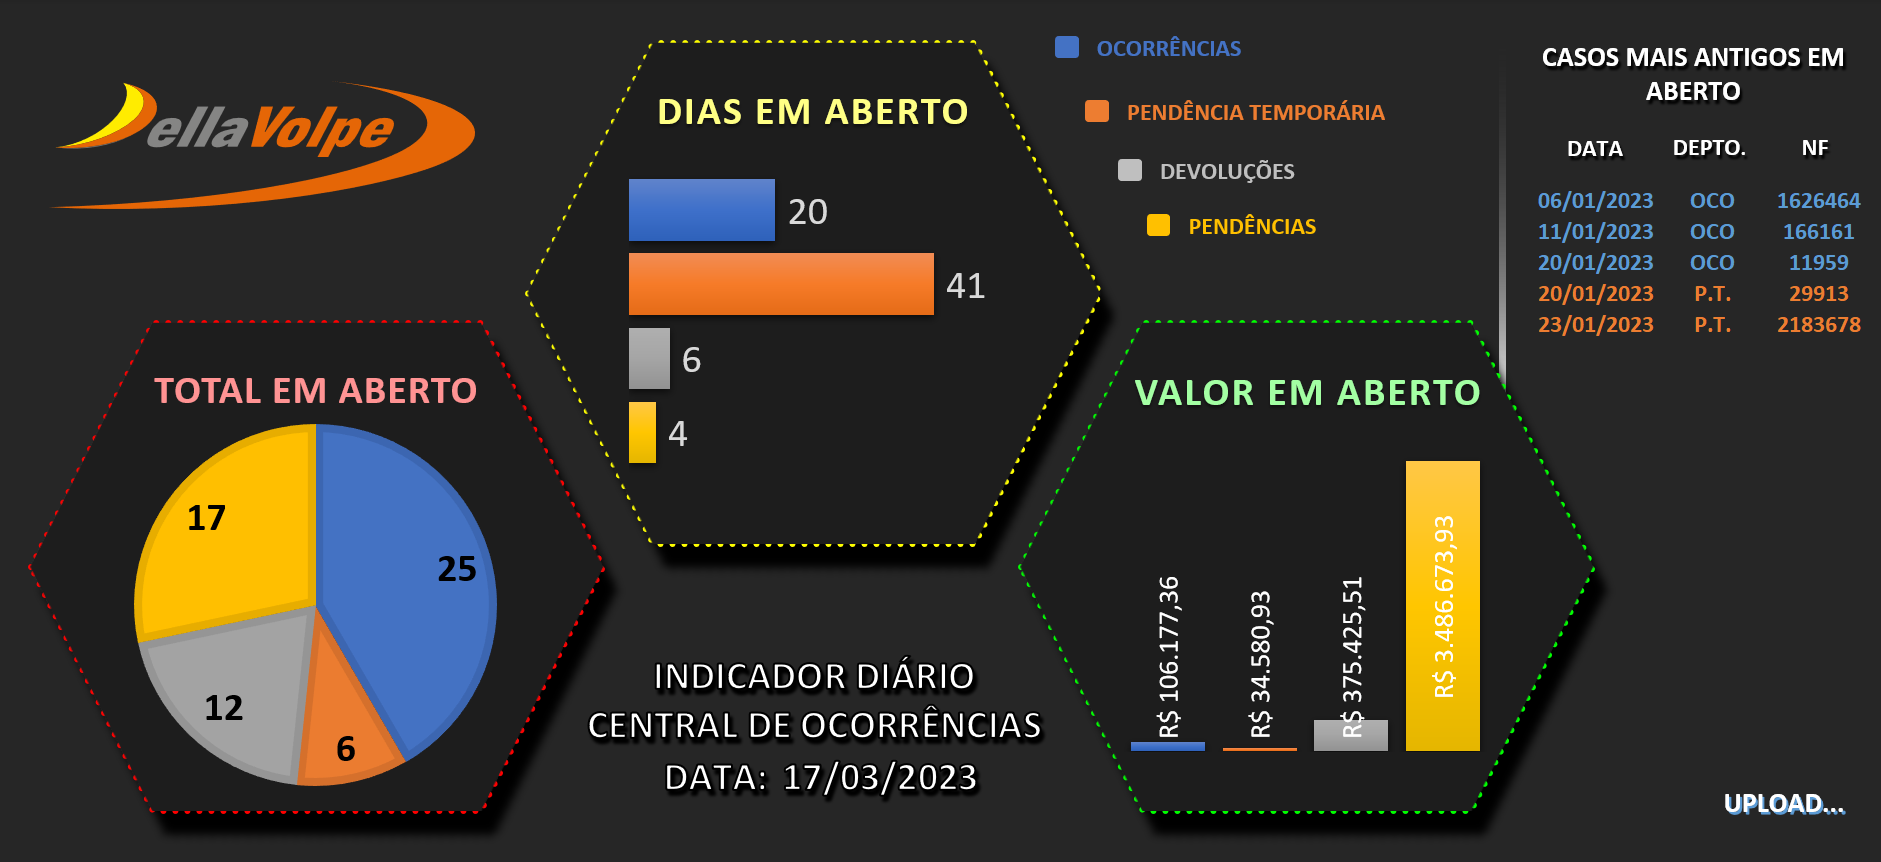 ellaVolpe
DIAS EM ABERTO
20
41
6
4
OCORRÊNCIAS
PENDÊNCIA TEMPORÁRIA
DEVOLUÇÕES
PENDÊNCIAS
CASOS MAIS ANTIGOS EM
ABERTO
DATA DEPTO. NF
06/01/2023 OCO 1626464
11/01/2023 OCO 166161
20/01/2023 OCO 11959
20/01/2023 P.T. 29913
23/01/2023 P.T. 2183678
TOTAL EM ABERTO
17
25
12
6
VALOR EM ABERTO
R$ 106.177,36
R$ 34.580,93
R$ 375.425,51
R$ 3.486.673,93
INDICADOR DIÁRIO
CENTRAL DE OCORRÊNCIAS
DATA: 17/03/2023
UPLOAD...